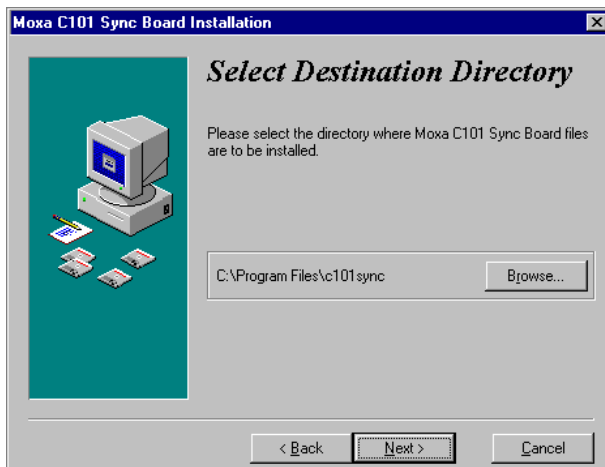 Moxa C101 Sync Board Installation
Select Destination Directory
Please select the directory where Moxa C101 Sync Board files
are to be installed.
C:\Program Files\c101sync
Browse...
< Back
Next >
Cancel